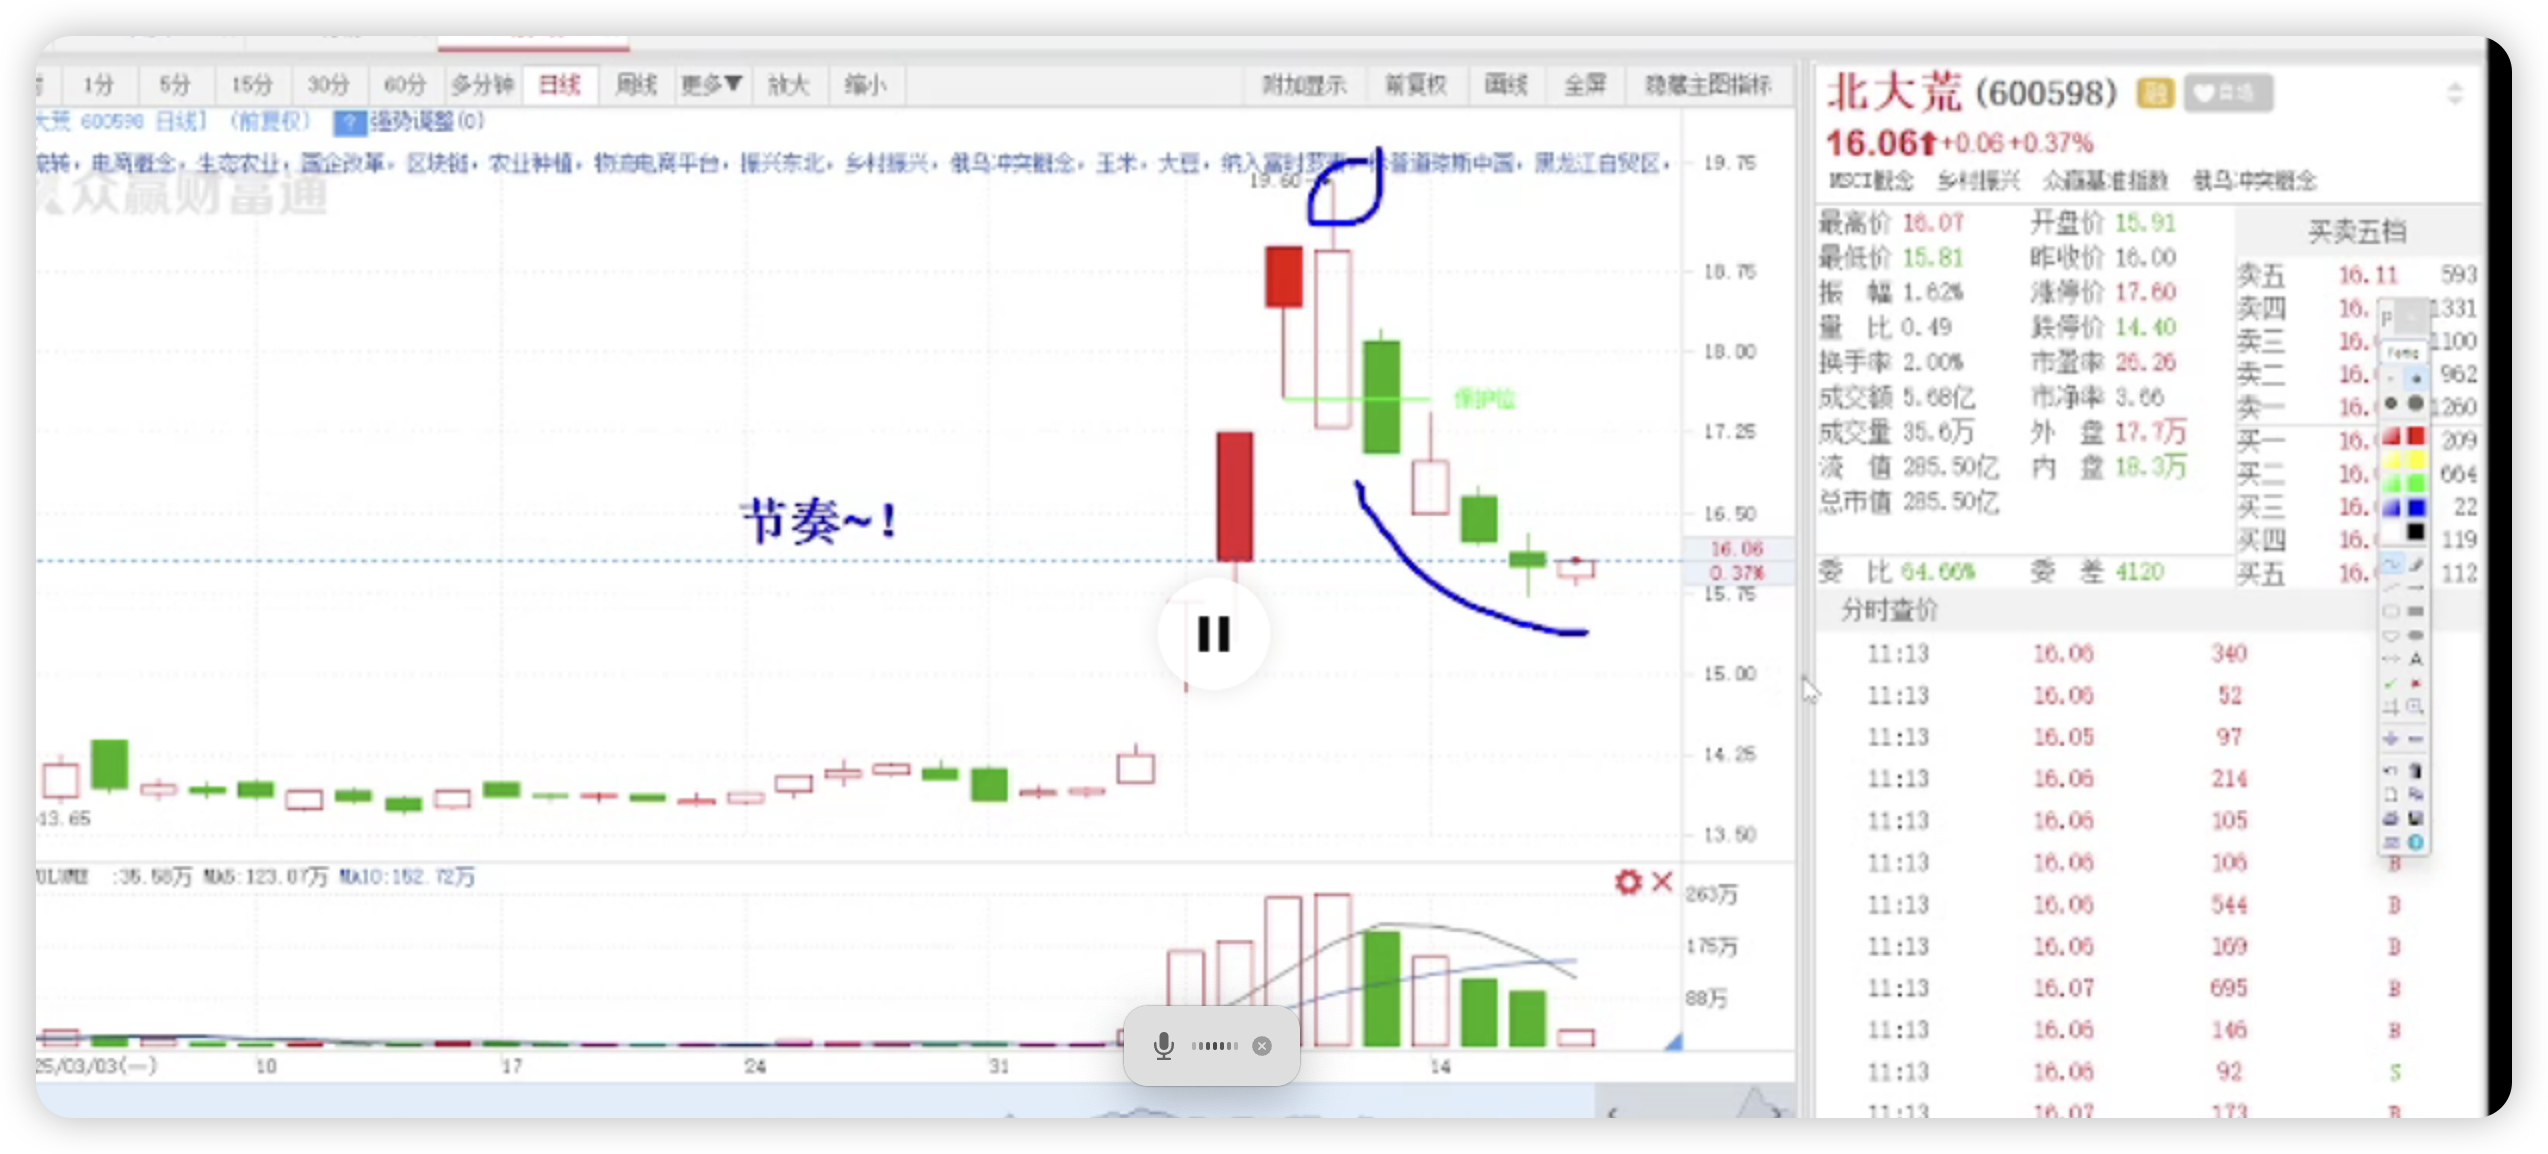 1分 5分 15分 30分 60分 多分钟 日线 周线 更多▼ 放大 缩小 附加显示 前复权 画线 全屏 隐藏主图指标
大荒 600598 日线】 (前复权) ? 强势调整(0)
流转，电商概念，生态农业，国企改革，区块链，农业种植，物流电商平台，振兴东北，乡村振兴，俄乌冲突概念，玉米，大豆，纳入富时罗素，标普道琼斯中国，黑龙江自贸区，
众赢财富通
19.60
19.75
18.75
18.00
17.25
16.50
16.06
0.37%
15.75
15.00
14.25
13.50
保护位
节奏~！
13.65
VOLUME :35.58万 MA5:123.07万 MA10:152.72万
263万
175万
88万
25/03/03(一) 10 17 24 31 14
北大荒 (600598) 融
16.06 +0.06 +0.37%
MSCI概念 乡村振兴 众赢基准指数 俄乌冲突概念
最高价 16.07 开盘价 15.91
最低价 15.81 昨收价 16.00
振 幅 1.62% 涨停价 17.60
量 比 0.49 跌停价 14.40
换手率 2.00% 市盈率 26.26
成交额 5.68亿 市净率 3.66
成交量 35.6万 外 盘 17.7万
流 值 285.50亿 内 盘 18.3万
总市值 285.50亿
委 比 64.66% 委 差 4120
买卖五档
卖五 16.11 593
卖四 16. 1331
卖三 16. 1100
卖二 16. 962
卖一 16. 1260
买一 16. 209
买二 16. 664
买三 16. 22
买四 16. 119
买五 16. 112
分时查价
11:13 16.06 340
11:13 16.06 52
11:13 16.05 97
11:13 16.06 214
11:13 16.06 105
11:13 16.06 106 B
11:13 16.06 544 B
11:13 16.06 169 B
11:13 16.07 695 B
11:13 16.06 146 B
11:13 16.06 92 S
11:13 16.07 173 B